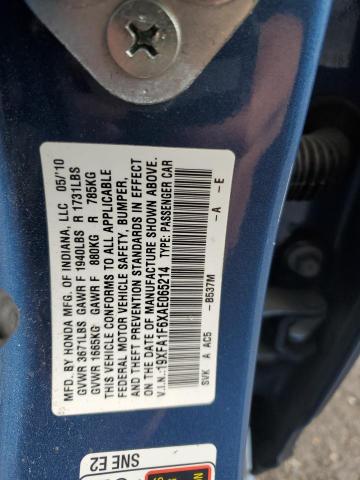 MFD. BY HONDA MFG. OF INDIANA, LLC 05/'10
GVWR 3671LBS GAWR F 1940LBS R 1731LBS
GVWR 1665KG GAWR F 880KG R 785KG
THIS VEHICLE CONFORMS TO ALL APPLICABLE
FEDERAL MOTOR VEHICLE SAFETY, BUMPER,
AND THEFT PREVENTION STANDARDS IN EFFECT
ON THE DATE OF MANUFACTURE SHOWN ABOVE.
V.I.N.:19XFA1F6XAE065214 TYPE: PASSENGER CAR
SVK A AC5 -B537M -A -E
SNE E2